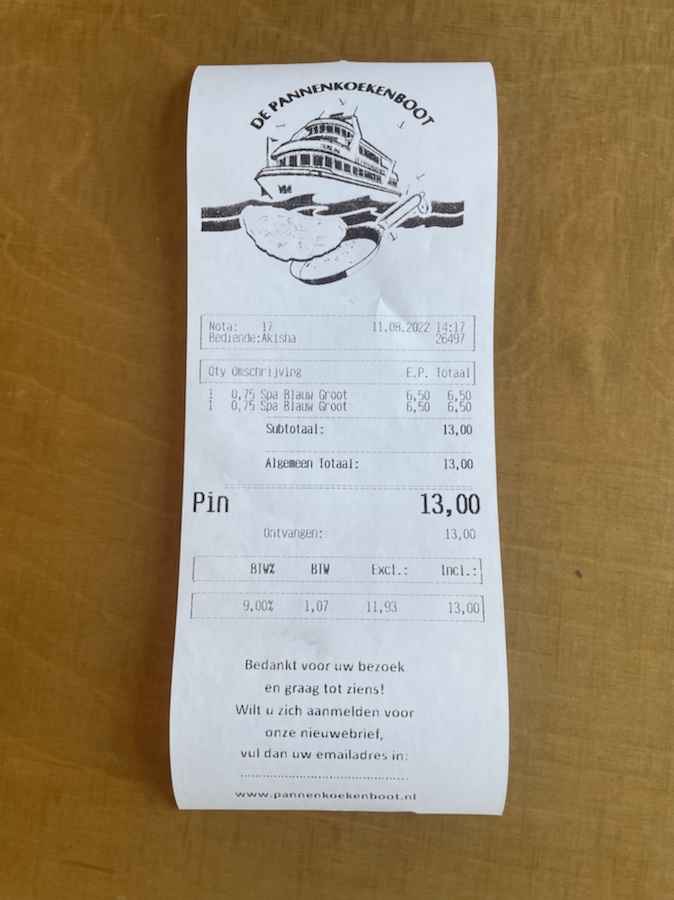 DE PANNENKOEKENBOOT
Nota: 17 11.08.2022 14:17
Bediende:Akisha 26497
Qty Omschrijving E.P. Totaal
1 0,75 Spa Blauw Groot 6,50 6,50
1 0,75 Spa Blauw Groot 6,50 6,50
Subtotaal: 13,00
Algemeen Totaal: 13,00
Pin 13,00
Ontvangen: 13,00
BTW% BTW Excl.: Incl.:
9,00% 1,07 11,93 13,00
Bedankt voor uw bezoek
en graag tot ziens!
Wilt u zich aanmelden voor
onze nieuwebrief,
vul dan uw emailadres in:
www.pannenkoekenboot.nl